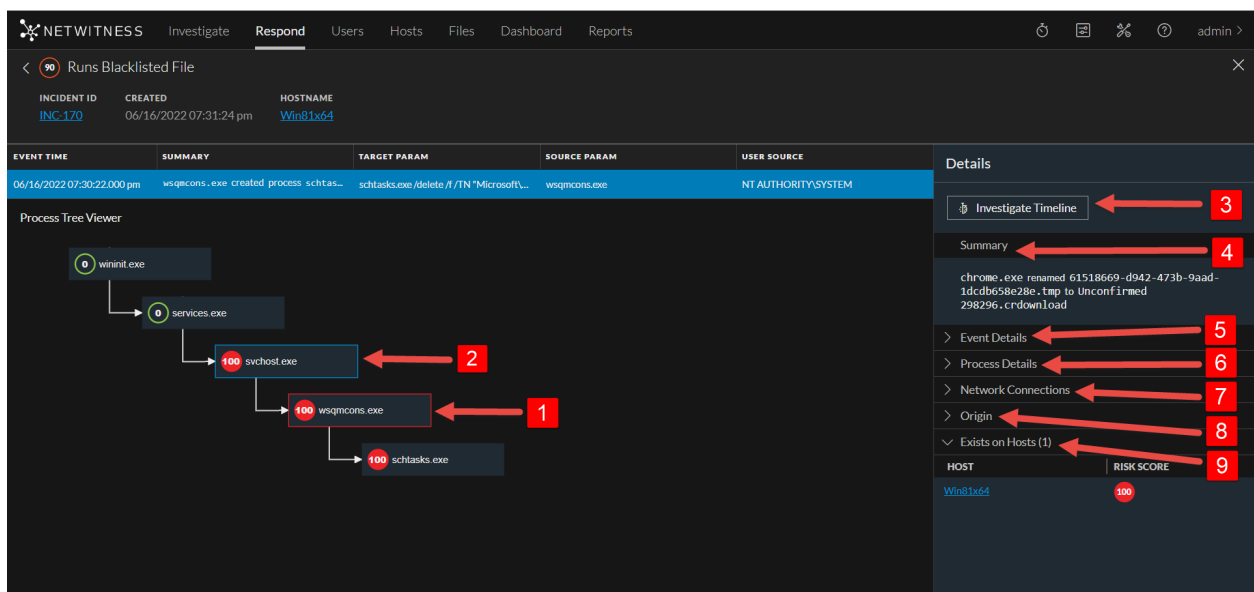 NETWITNESS Investigate Respond Users Hosts Files Dashboard Reports admin >
< 90 Runs Blacklisted File
INCIDENT ID CREATED HOSTNAME
INC-170 06/16/2022 07:31:24 pm Win81x64
EVENT TIME SUMMARY TARGET PARAM SOURCE PARAM USER SOURCE
06/16/2022 07:30:22.000 pm wsqmcons.exe created process schtas... schtasks.exe /delete /f /TN "Microsoft\... wsqmcons.exe NT AUTHORITY\SYSTEM
Process Tree Viewer
0 wininit.exe
0 services.exe
100 svchost.exe
2
100 wsqmcons.exe
1
100 schtasks.exe
Details
Investigate Timeline
3
Summary
4
chrome.exe renamed 61518669-d942-473b-9aad-
1dcdb658e28e.tmp to Unconfirmed
298296.crdownload
Event Details
5
Process Details
6
Network Connections
7
Origin
8
Exists on Hosts (1)
9
HOST RISK SCORE
Win81x64 100